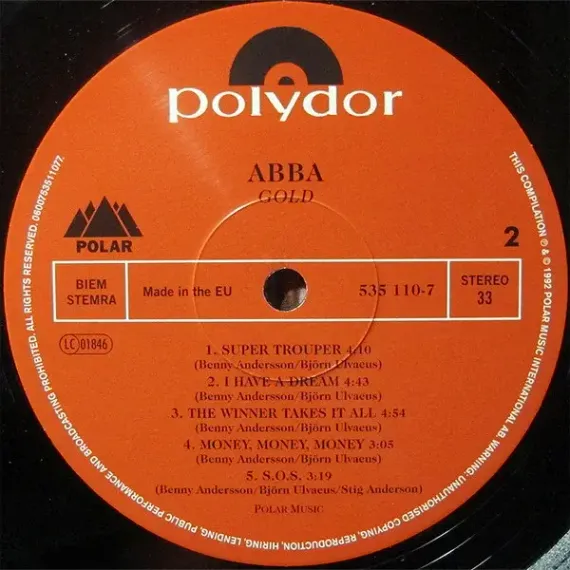 polydor
ABBA
GOLD
POLAR
2
BIEM
STEMRA
Made in the EU
535 110-7
STEREO
33
LC 01846
1. SUPER TROUPER 4:10
(Benny Andersson/Björn Ulvaeus)
2. I HAVE A DREAM 4:43
(Benny Andersson/Björn Ulvaeus)
3. THE WINNER TAKES IT ALL 4:54
(Benny Andersson/Björn Ulvaeus)
4. MONEY, MONEY, MONEY 3:05
(Benny Andersson/Björn Ulvaeus)
5. S.O.S. 3:19
(Benny Andersson/Björn Ulvaeus/Stig Anderson)
POLAR MUSIC
THIS COMPILATION ℗ & © 1992 POLAR MUSIC INTERNATIONAL AB. WARNING: UNAUTHORISED COPYING, REPRODUCTION, HIRING, LENDING, PUBLIC PERFORMANCE AND BROADCASTING PROHIBITED. ALL RIGHTS RESERVED. 0600753511077.